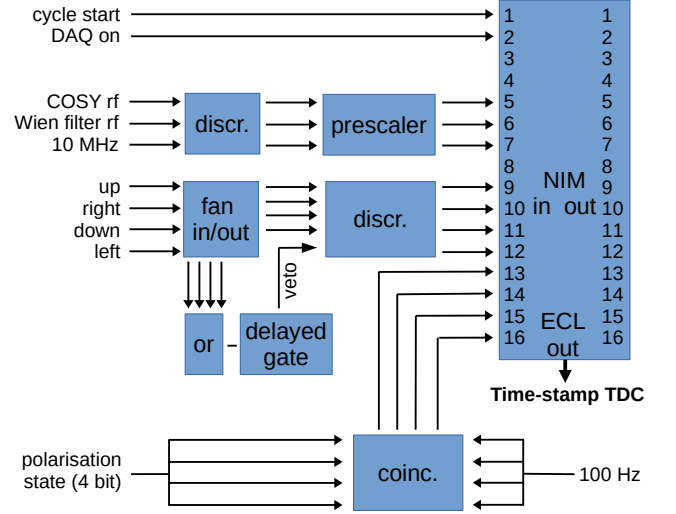 cycle start
DAQ on
COSY rf
Wien filter rf
10 MHz
discr.
prescaler
up
right
down
left
fan
in/out
discr.
veto
or
delayed
gate
1 1
2 2
3 3
4 4
5 5
6 6
7 7
8 8
9 NIM 9
10 in out 10
11 11
12 12
13 13
14 14
15 ECL 15
16 out 16
Time-stamp TDC
polarisation
state (4 bit)
coinc.
100 Hz